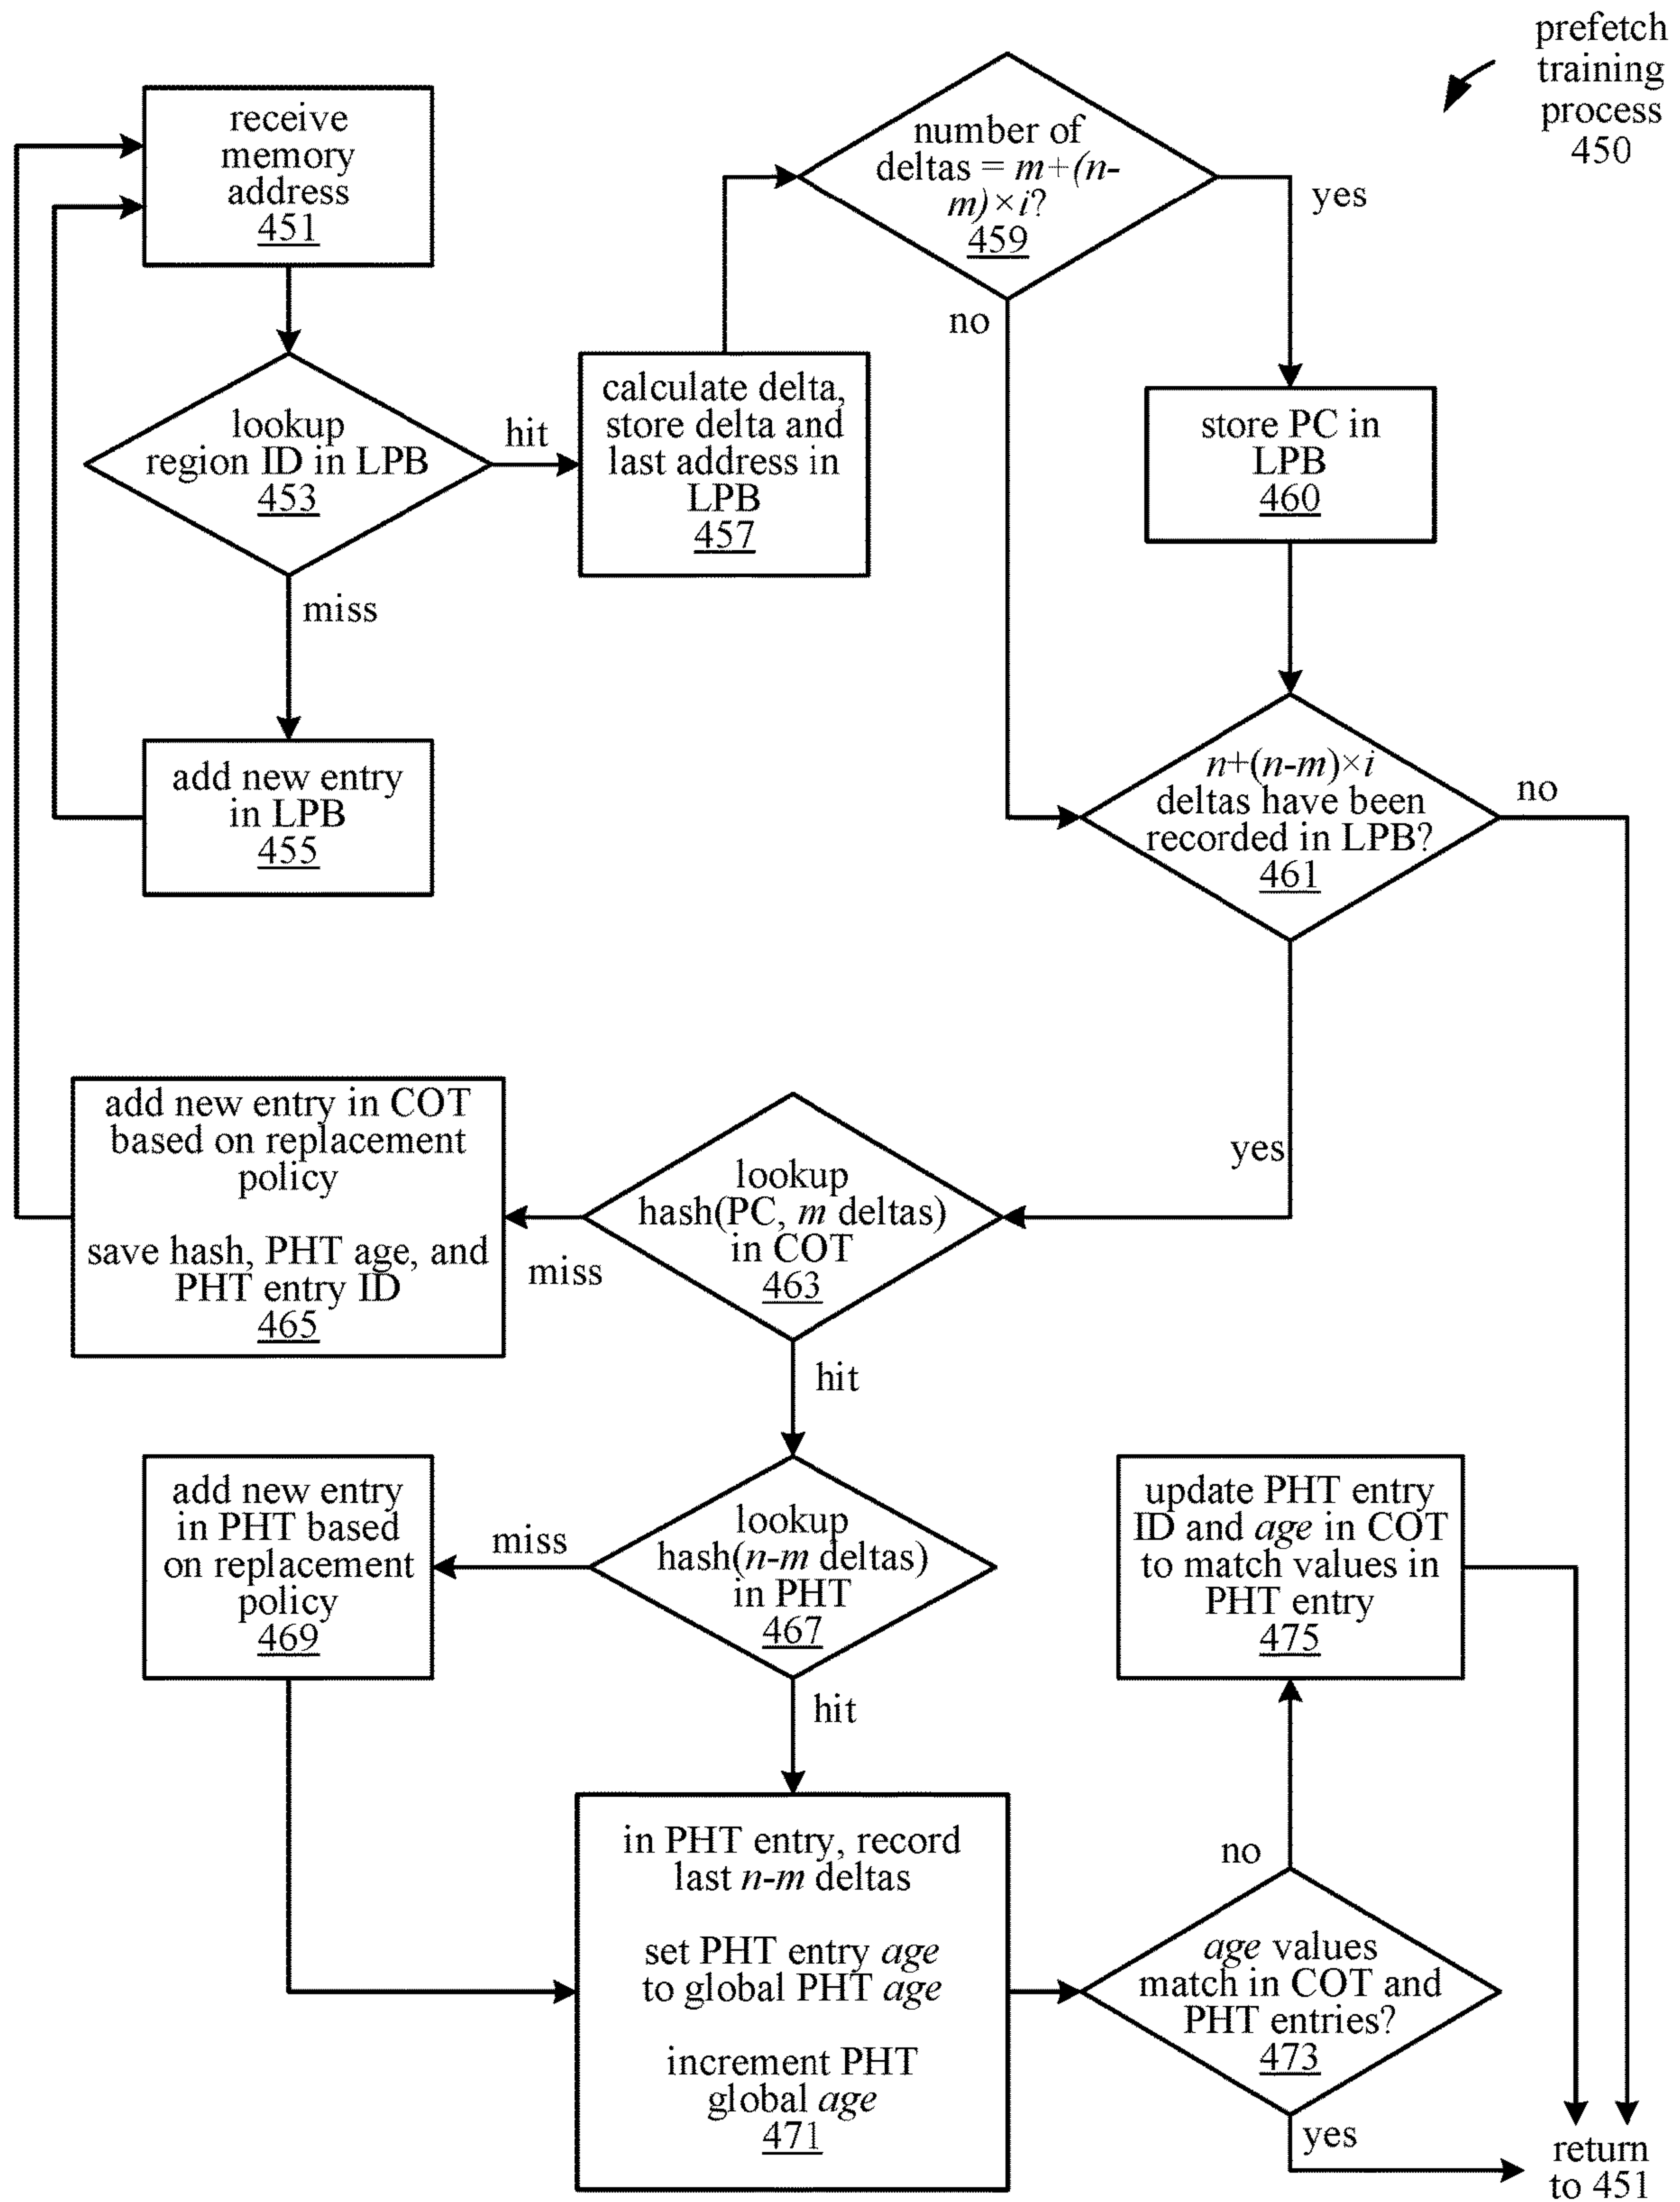 prefetch
training
process
450
receive
memory
address
451
lookup
region ID in LPB
453
hit
miss
add new entry
in LPB
455
calculate delta,
store delta and
last address in
LPB
457
number of
deltas = m+(n-
m)×i?
459
yes
no
store PC in
LPB
460
n+(n-m)×i
deltas have been
recorded in LPB?
461
no
yes
lookup
hash(PC, m deltas)
in COT
463
miss
hit
add new entry in COT
based on replacement
policy
save hash, PHT age, and
PHT entry ID
465
lookup
hash(n-m deltas)
in PHT
467
miss
hit
add new entry
in PHT based
on replacement
policy
469
in PHT entry, record
last n-m deltas
set PHT entry age
to global PHT age
increment PHT
global age
471
age values
match in COT and
PHT entries?
473
no
yes
update PHT entry
ID and age in COT
to match values in
PHT entry
475
return
to 451